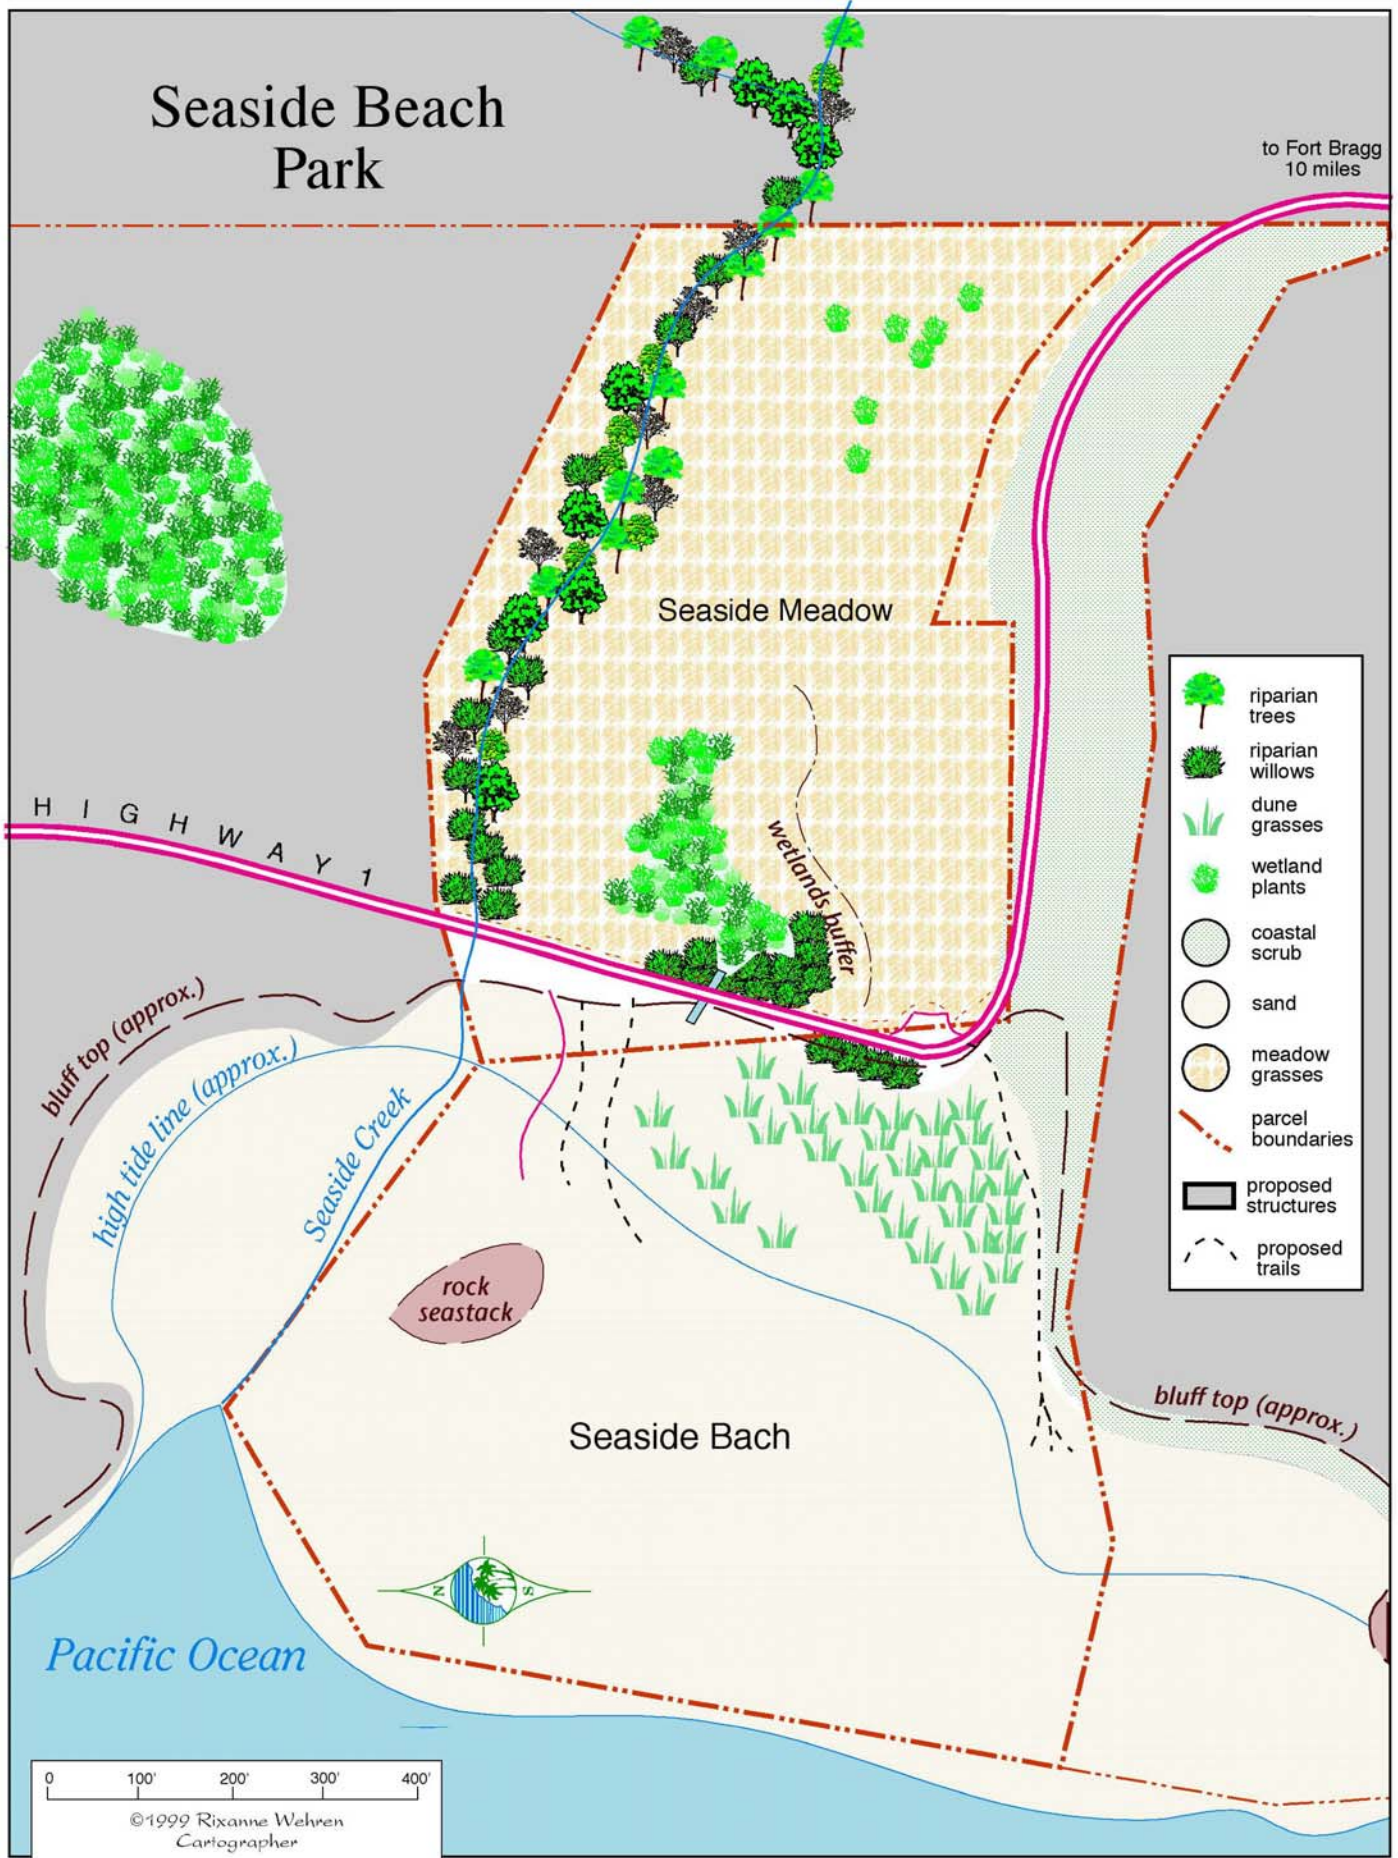 Seaside Beach
Park
to Fort Bragg
10 miles
Seaside Meadow
HIGHWAY 1
wetlands buffer
bluff top (approx.)
high tide line (approx.)
Seaside Creek
rock
seastack
Seaside Bach
bluff top (approx.)
N
S
Pacific Ocean
riparian
trees
riparian
willows
dune
grasses
wetland
plants
coastal
scrub
sand
meadow
grasses
parcel
boundaries
proposed
structures
proposed
trails
0 100' 200' 300' 400'
©1999 Rixanne Wehren
Cartographer